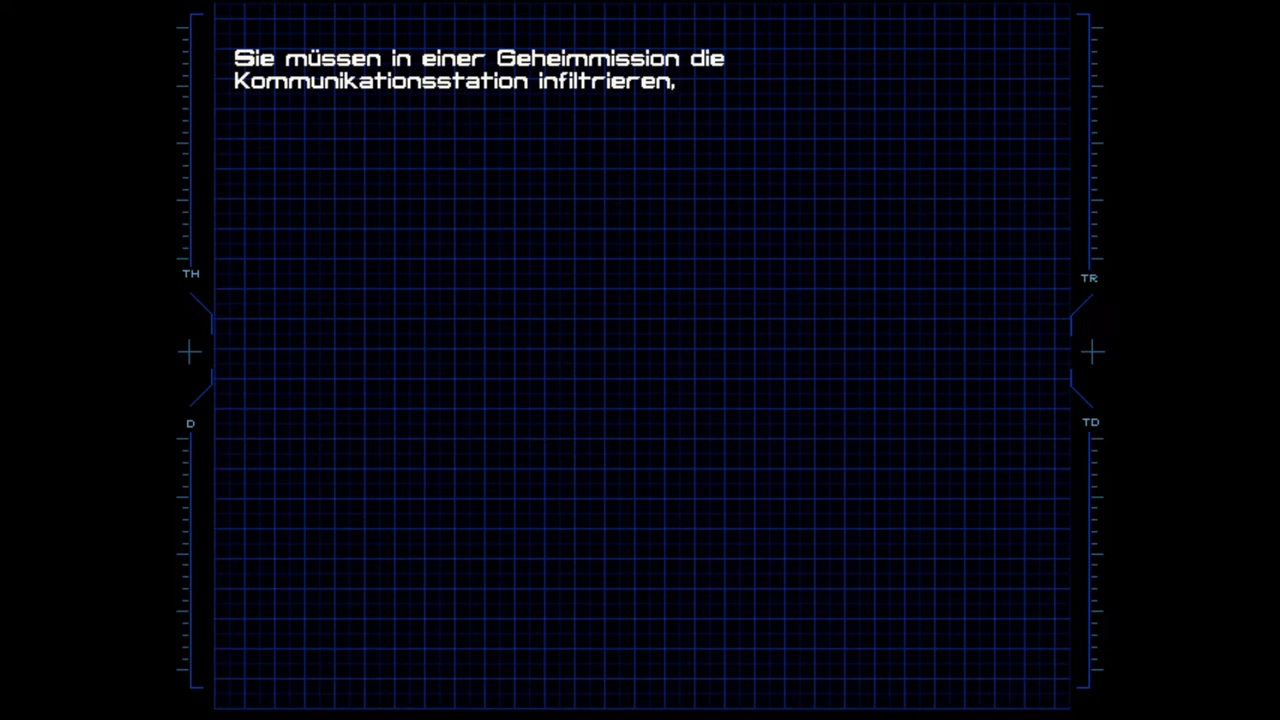 Sie müssen in einer Geheimmission die
Kommunikationsstation infiltrieren,
TH
TR
D
TD